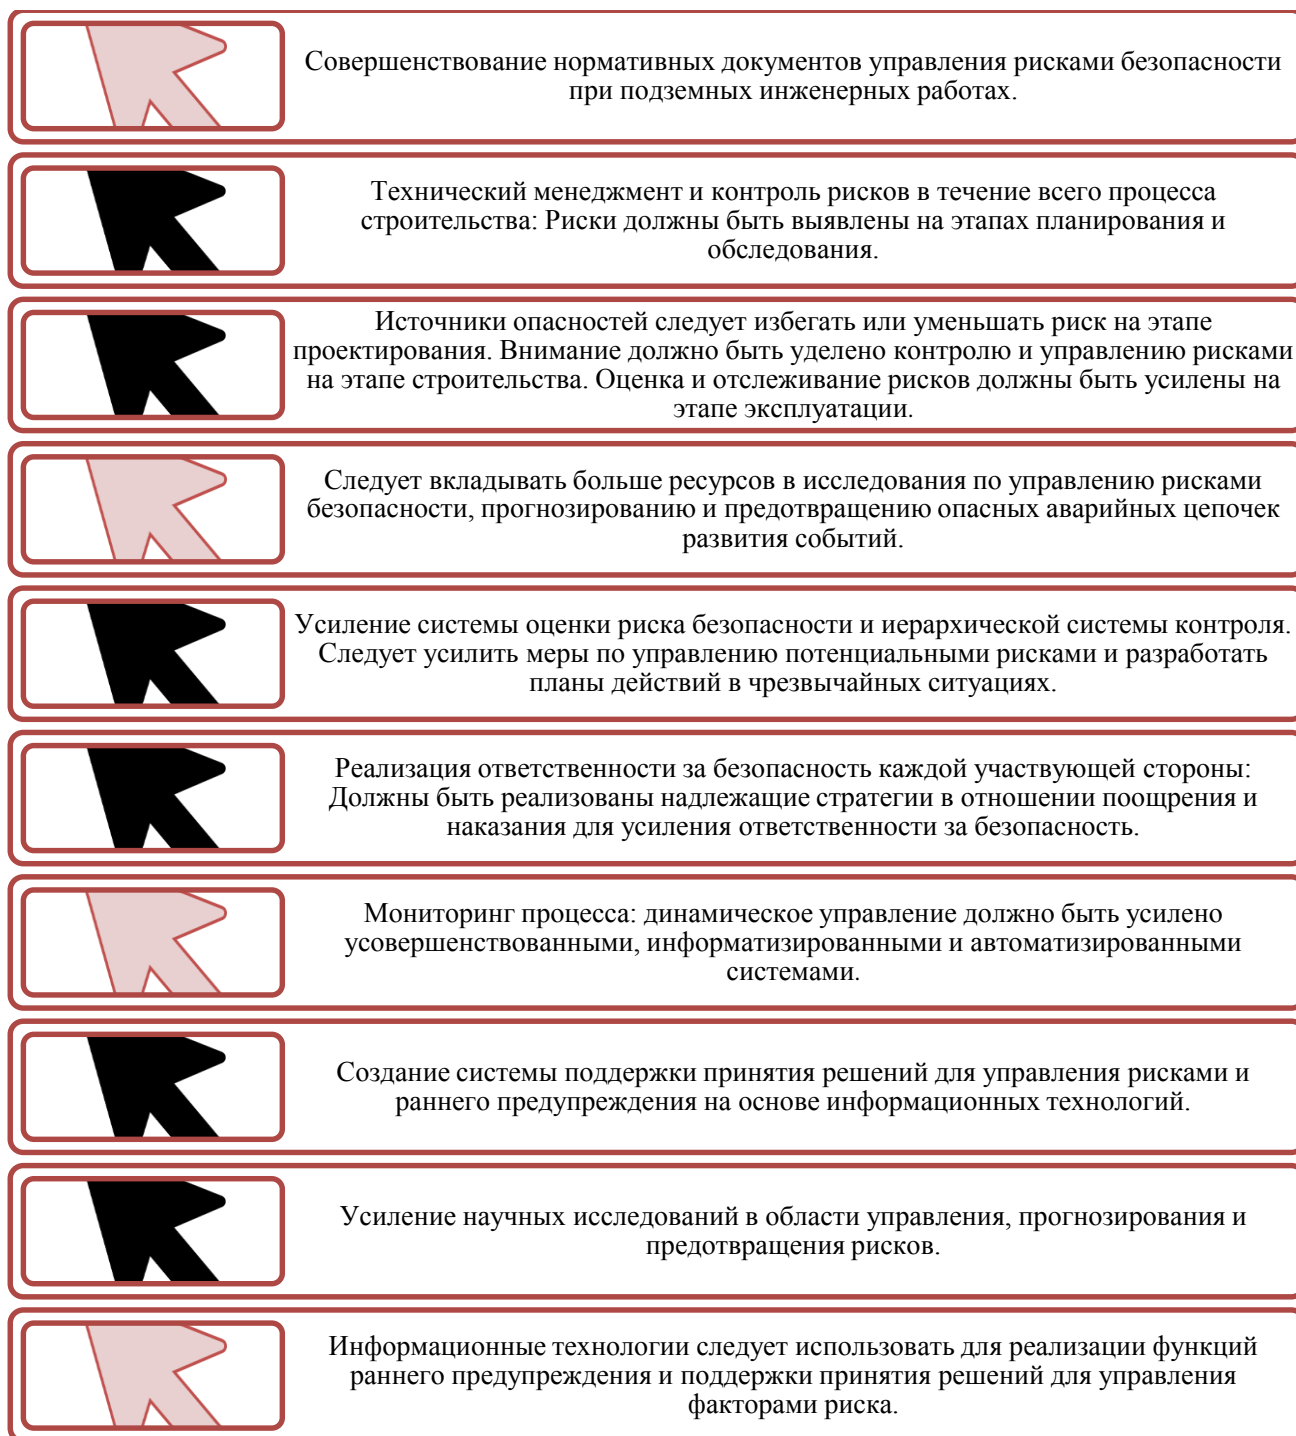 Совершенствование нормативных документов управления рисками безопасности
при подземных инженерных работах.
Технический менеджмент и контроль рисков в течение всего процесса
строительства: Риски должны быть выявлены на этапах планирования и
обследования.
Источники опасностей следует избегать или уменьшать риск на этапе
проектирования. Внимание должно быть уделено контролю и управлению рисками
на этапе строительства. Оценка и отслеживание рисков должны быть усилены на
этапе эксплуатации.
Следует вкладывать больше ресурсов в исследования по управлению рисками
безопасности, прогнозированию и предотвращению опасных аварийных цепочек
развития событий.
Усиление системы оценки риска безопасности и иерархической системы контроля.
Следует усилить меры по управлению потенциальными рисками и разработать
планы действий в чрезвычайных ситуациях.
Реализация ответственности за безопасность каждой участвующей стороны:
Должны быть реализованы надлежащие стратегии в отношении поощрения и
наказания для усиления ответственности за безопасность.
Мониторинг процесса: динамическое управление должно быть усилено
усовершенствованными, информатизированными и автоматизированными
системами.
Создание системы поддержки принятия решений для управления рисками и
раннего предупреждения на основе информационных технологий.
Усиление научных исследований в области управления, прогнозирования и
предотвращения рисков.
Информационные технологии следует использовать для реализации функций
раннего предупреждения и поддержки принятия решений для управления
факторами риска.